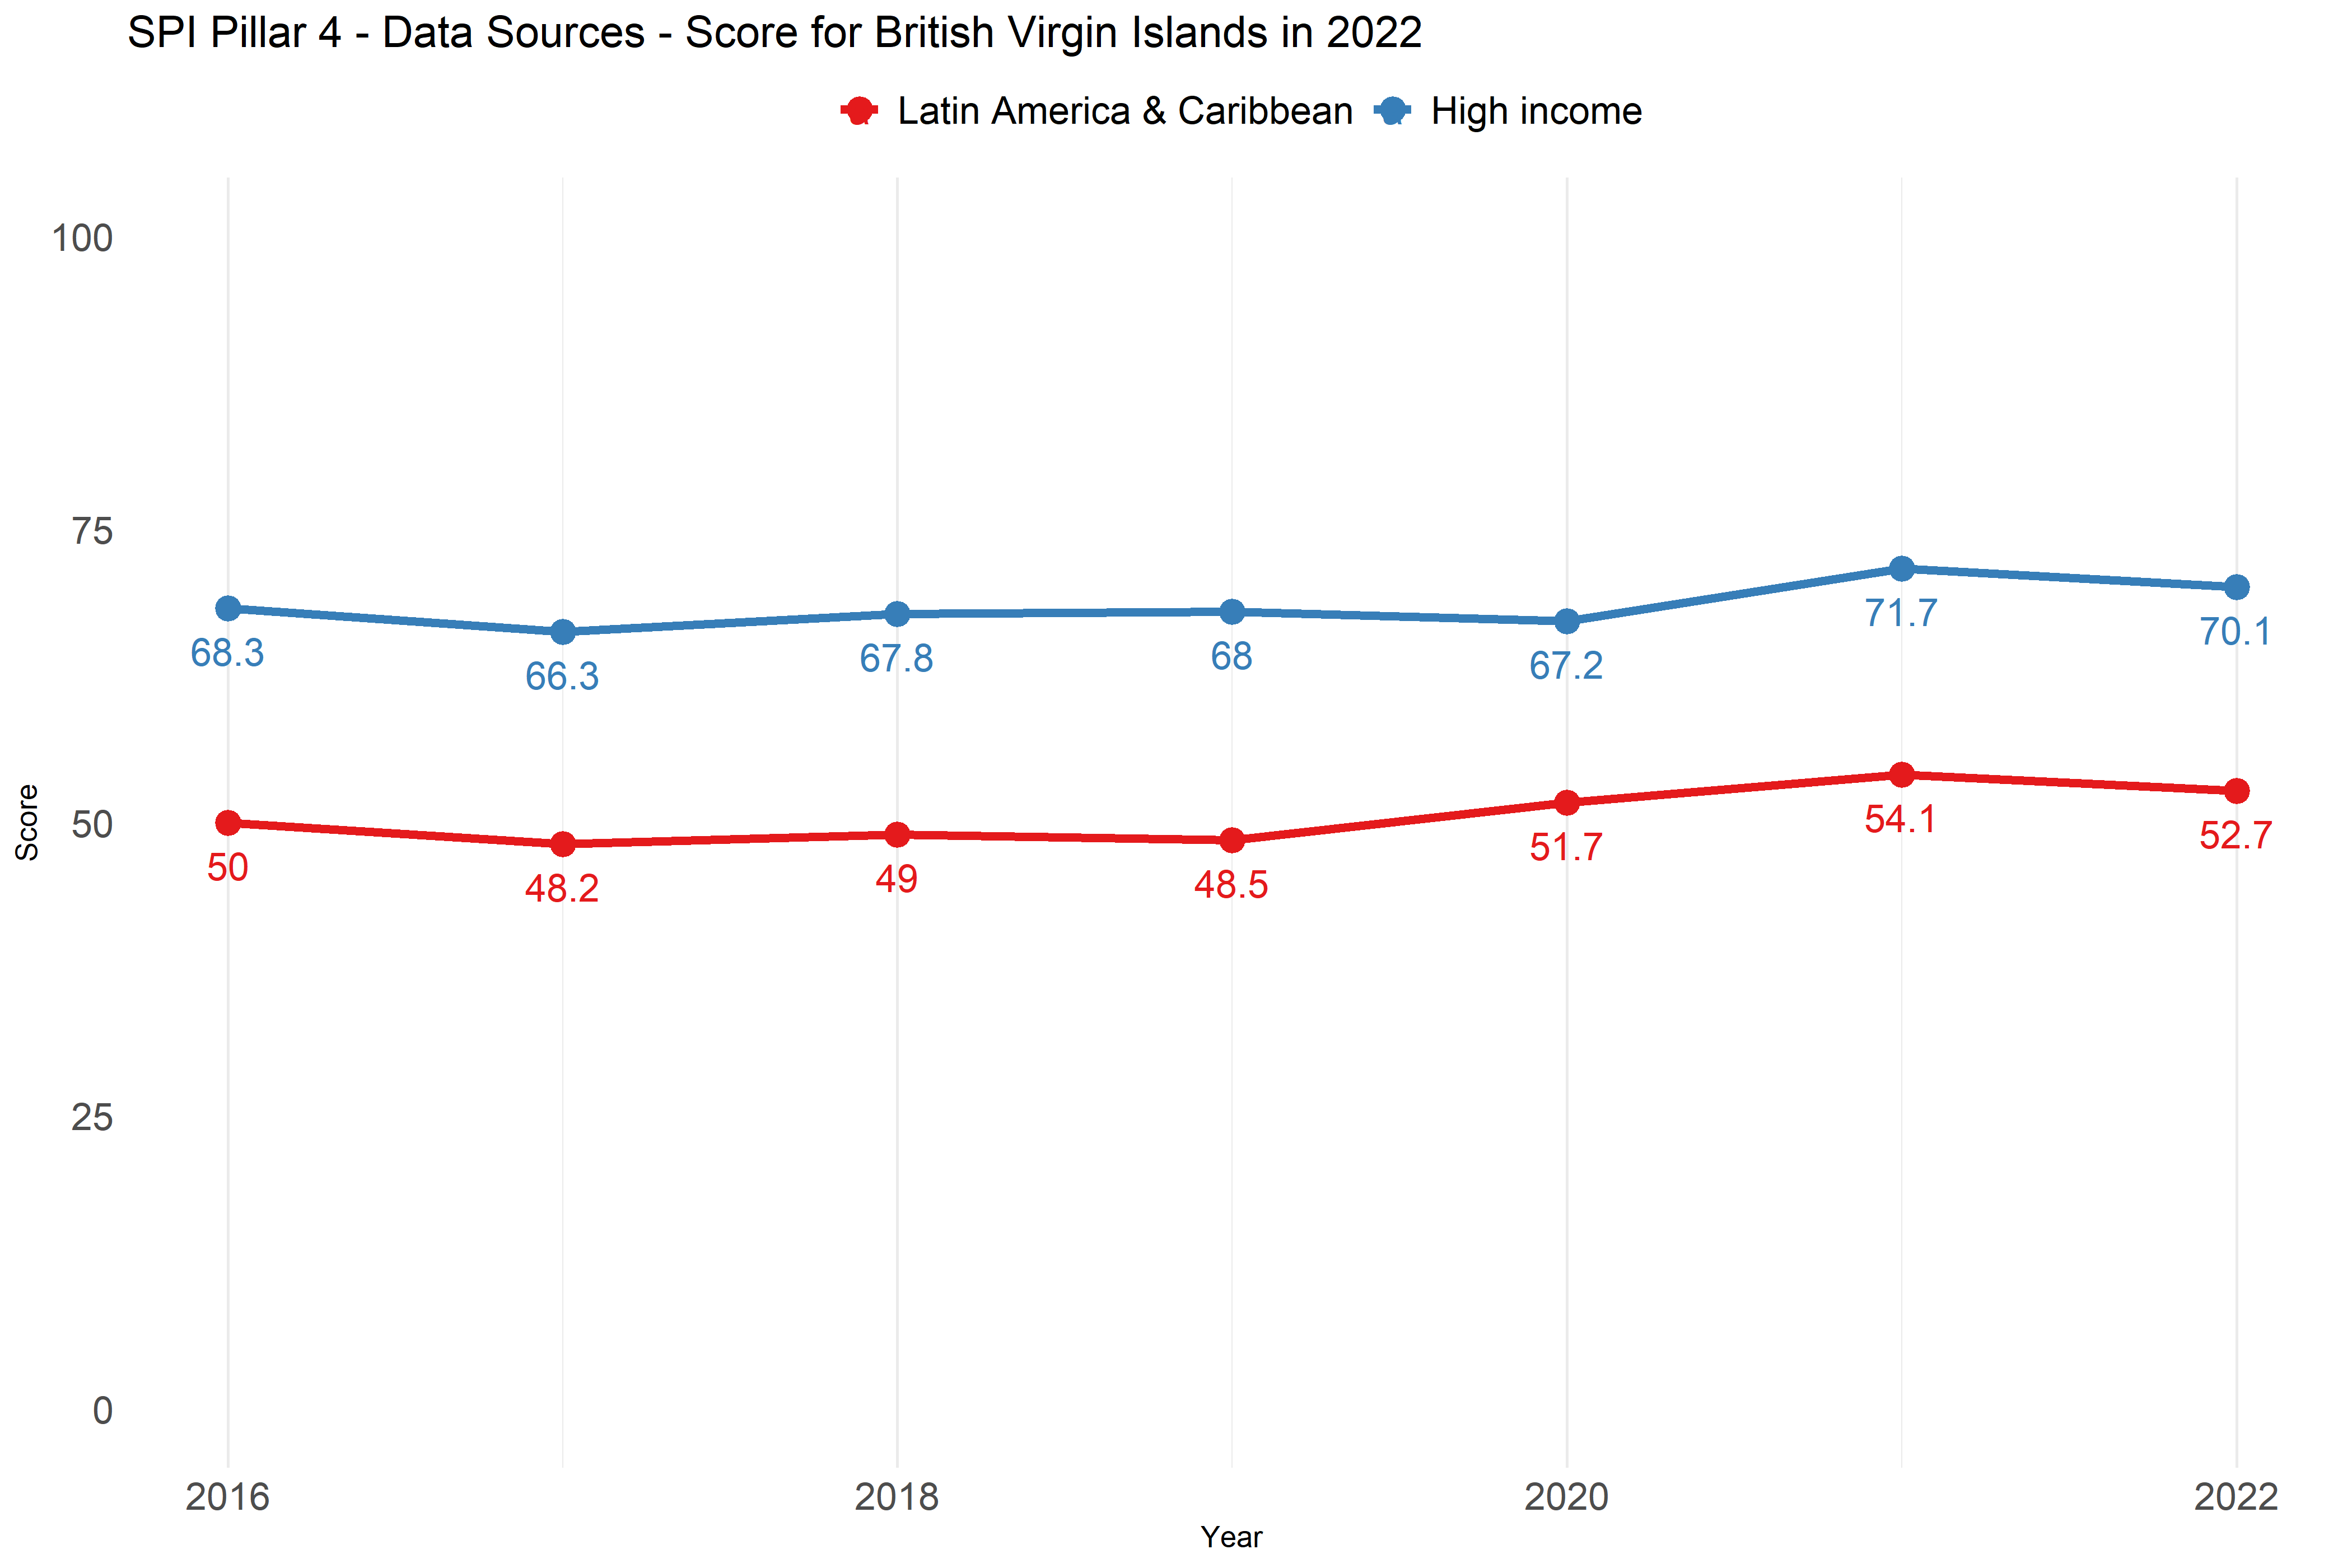 SPI Pillar 4 - Data Sources - Score for British Virgin Islands in 2022
Latin America & Caribbean High income
100
75
50
25
0
Score
68.3 66.3 67.8 68 67.2 71.7 70.1
50 48.2 49 48.5 51.7 54.1 52.7
2016 2018 2020 2022
Year